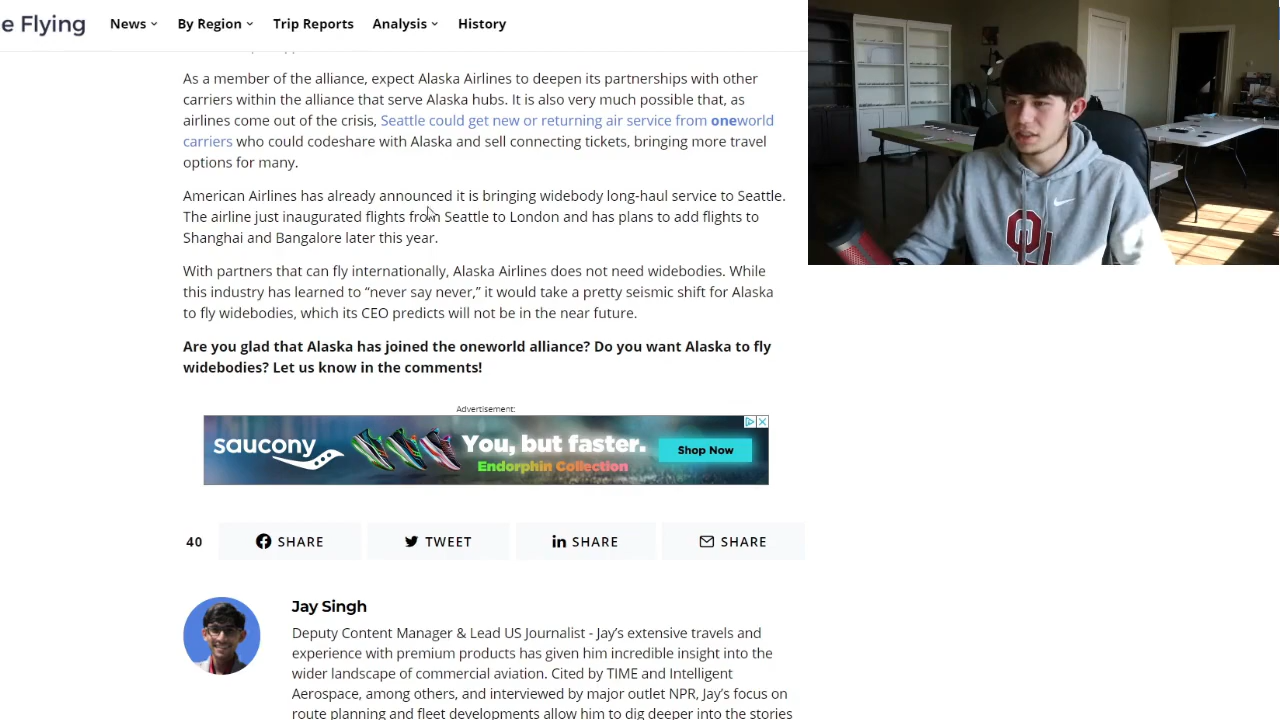 e Flying
News
By Region
Trip Reports
Analysis
History
As a member of the alliance, expect Alaska Airlines to deepen its partnerships with other
carriers within the alliance that serve Alaska hubs. It is also very much possible that, as
airlines come out of the crisis, Seattle could get new or returning air service from oneworld
carriers who could codeshare with Alaska and sell connecting tickets, bringing more travel
options for many.
American Airlines has already announced it is bringing widebody long-haul service to Seattle.
The airline just inaugurated flights from Seattle to London and has plans to add flights to
Shanghai and Bangalore later this year.
With partners that can fly internationally, Alaska Airlines does not need widebodies. While
this industry has learned to “never say never,” it would take a pretty seismic shift for Alaska
to fly widebodies, which its CEO predicts will not be in the near future.
Are you glad that Alaska has joined the oneworld alliance? Do you want Alaska to fly
widebodies? Let us know in the comments!
Advertisement:
saucony
You, but faster.
Endorphin Collection
Shop Now
40
SHARE
TWEET
SHARE
SHARE
Jay Singh
Deputy Content Manager & Lead US Journalist - Jay’s extensive travels and
experience with premium products has given him incredible insight into the
wider landscape of commercial aviation. Cited by TIME and Intelligent
Aerospace, among others, and interviewed by major outlet NPR, Jay’s focus on
route planning and fleet developments allow him to dig deeper into the stories
OU